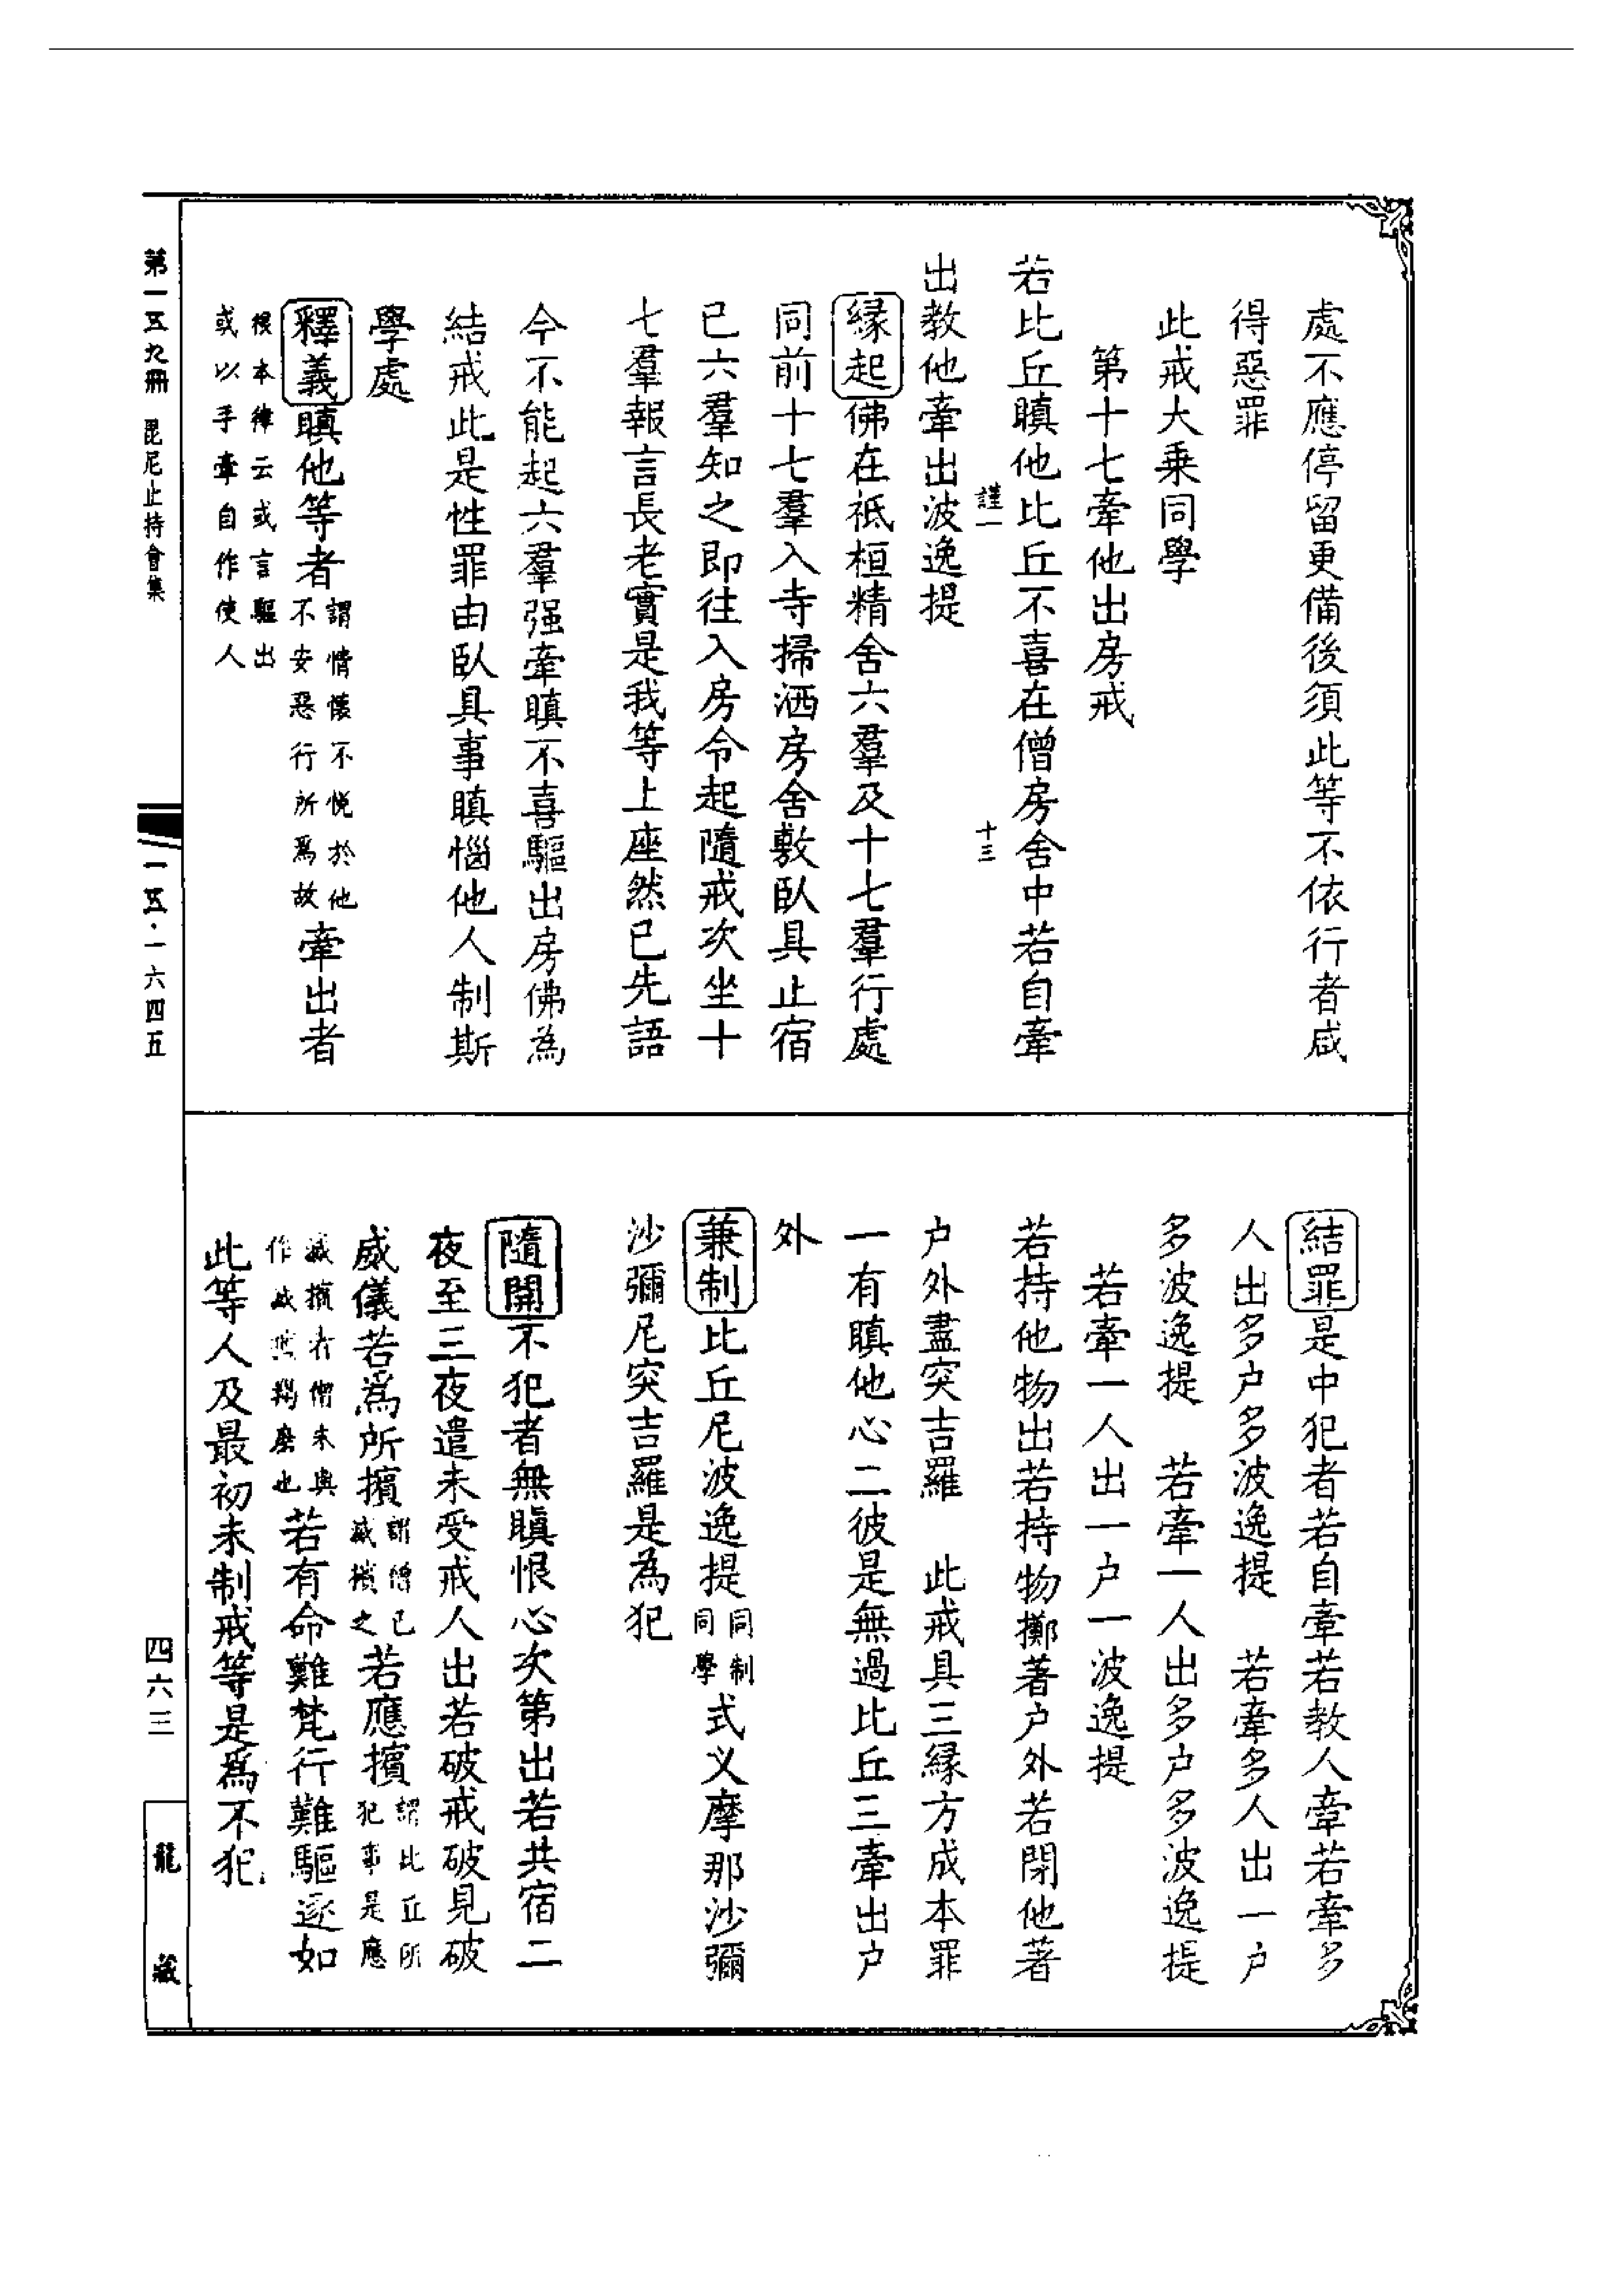 處不應停留更備後須此等不依行者咸
得惡罪
此戒大乘同學
第十七牽他出房戒
若比丘瞋他比丘不喜在僧房舍中若自牽
謹一　十三
出教他牽出波逸提
緣起佛在祇桓精舍六羣及十七羣行處
同前十七羣入寺掃洒房舍敷臥具止宿
已六羣知之即往入房令起隨戒次坐十
七羣報言長老實是我等上座然已先語
今不能起六羣强牽瞋不喜驅出房佛為
結戒此是性罪由臥具事瞋惱他人制斯
學處
釋義瞋他等者謂情懷不悅於他不安惡行所爲故牽出者
根本律云或言驅出
或以手牽自作使人
結罪是中犯者若自牽若教人牽若牽多
人出多户多波逸提　若牽多人出一户
多波逸提　若牽一人出多户多波逸提
若牽一人出一户一波逸提
若持他物出若持物擲著户外若閉他著
户外盡突吉羅　此戒具三緣方成本罪
一有瞋他心二彼是無過比丘三牽出户
外
兼制比丘尼波逸提同制同學式义摩那沙彌
沙彌尼突吉羅是為犯
隨開不犯者無瞋恨心次第出若共宿二
夜至三夜遣未受戒人出若破戒破見破
威儀若爲所擯謂僧已滅擯之若應擯謂比丘所犯事是應
滅擯者僧未與作滅擯羯磨也若有命難梵行難驅逐如
此等人及最初未制戒等是爲不犯
第一五九冊　毘尼止持會集
一五·一六四五
四六三
龍藏